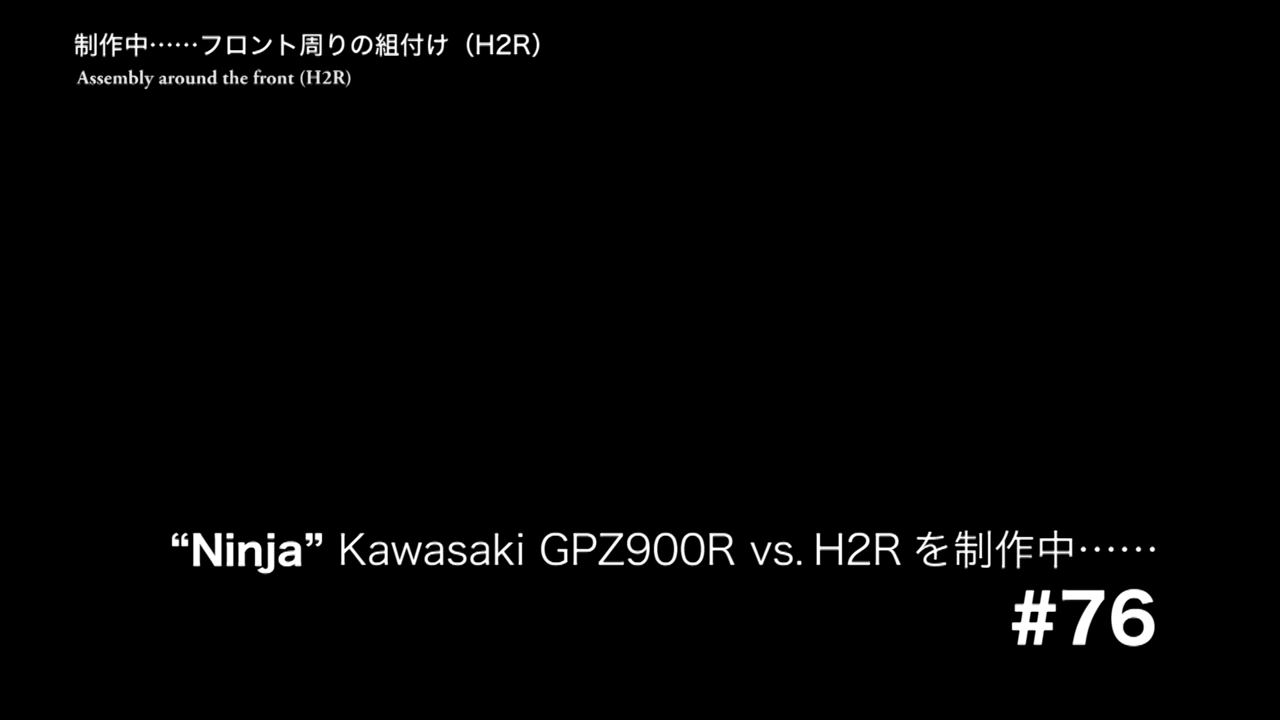 制作中……フロント周りの組付け（H2R）
Assembly around the front (H2R)
“Ninja” Kawasaki GPZ900R vs. H2R を制作中……
#76